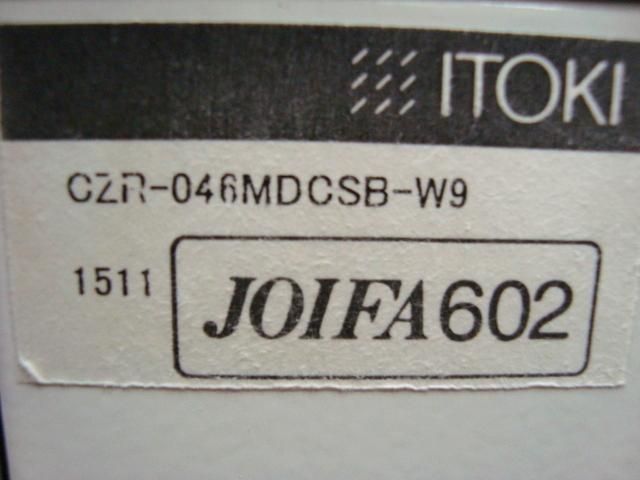 ITOKI
CZR-046MDCSB-W9
1511
JOIFA602